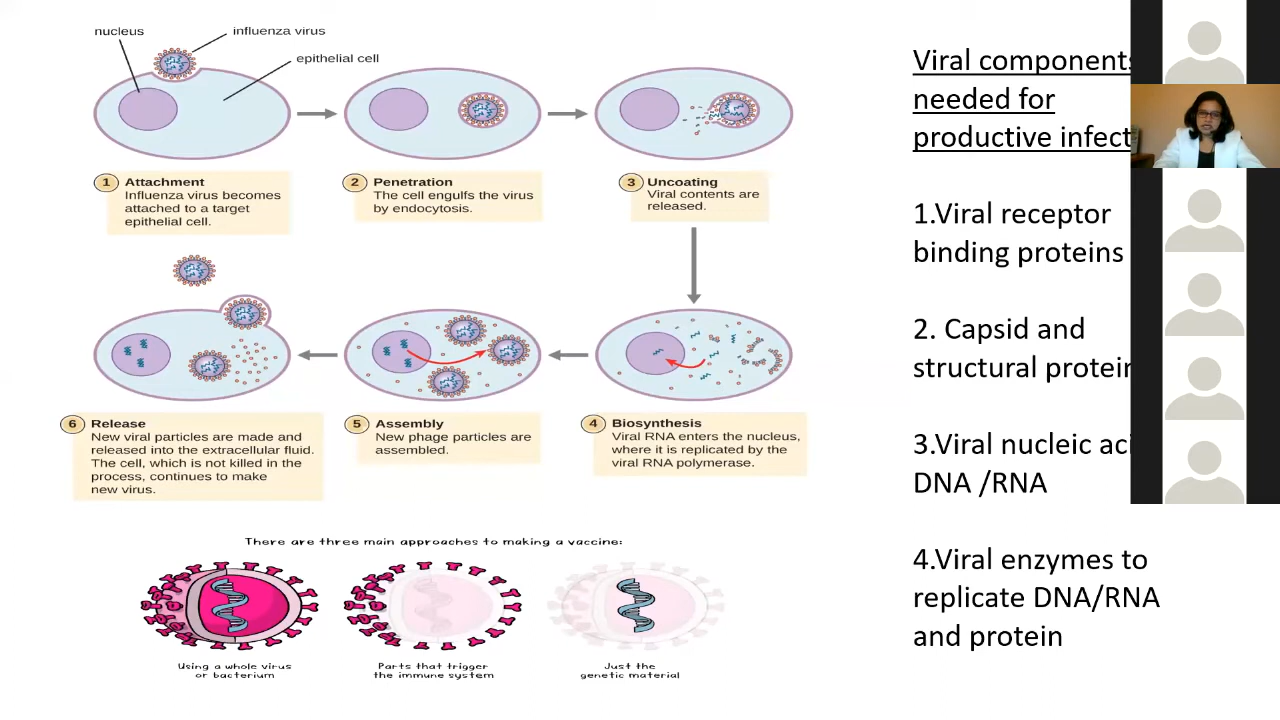 nucleus
influenza virus
epithelial cell
1 Attachment
Influenza virus becomes
attached to a target
epithelial cell.
2 Penetration
The cell engulfs the virus
by endocytosis.
3 Uncoating
Viral contents are
released.
6 Release
New viral particles are made and
released into the extracellular fluid.
The cell, which is not killed in the
process, continues to make
new virus.
5 Assembly
New phage particles are
assembled.
4 Biosynthesis
Viral RNA enters the nucleus,
where it is replicated by the
viral RNA polymerase.
There are three main approaches to making a vaccine:
Using a whole virus
or bacterium
Parts that trigger
the immune system
Just the
genetic material
Viral component
needed for
productive infect
1.Viral receptor
binding proteins
2. Capsid and
structural protei
3.Viral nucleic aci
DNA /RNA
4.Viral enzymes to
replicate DNA/RNA
and protein